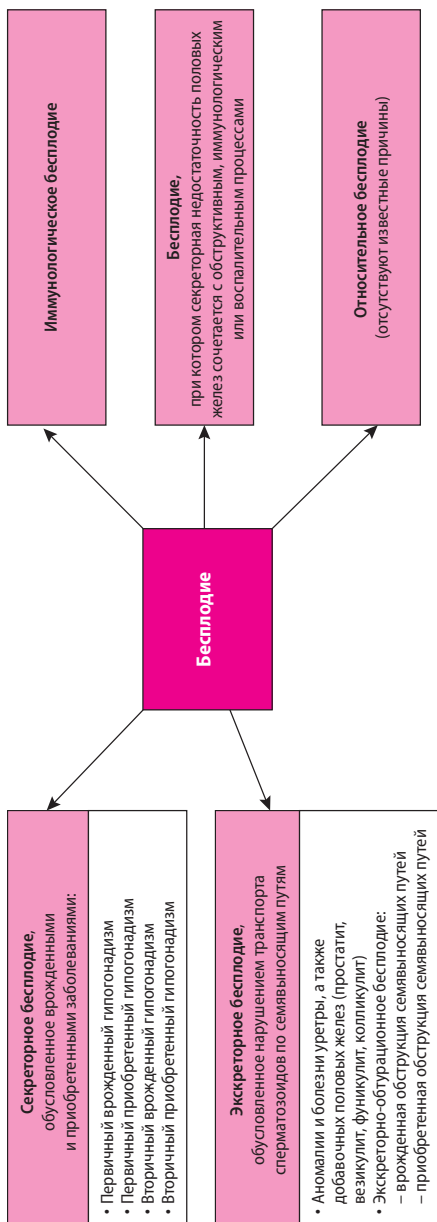 Секреторное бесплодие,
обусловленное врожденными
и приобретенными заболеваниями:
• Первичный врожденный гипогонадизм
• Первичный приобретенный гипогонадизм
• Вторичный врожденный гипогонадизм
• Вторичный приобретенный гипогонадизм
Экскреторное бесплодие,
обусловленное нарушением транспорта
сперматозоидов по семявыносящим путям
• Аномалии и болезни уретры, а также
добавочных половых желез (простатит,
везикулит, фуникулит, колликулит)
• Экскреторно-обтурационное бесплодие:
– врожденная обструкция семявыносящих путей
– приобретенная обструкция семявыносящих путей
Бесплодие
Иммунологическое бесплодие
Бесплодие,
при котором секреторная недостаточность половых
желез сочетается с обструктивным, иммунологическим
или воспалительным процессами
Относительное бесплодие
(отсутствуют известные причины)